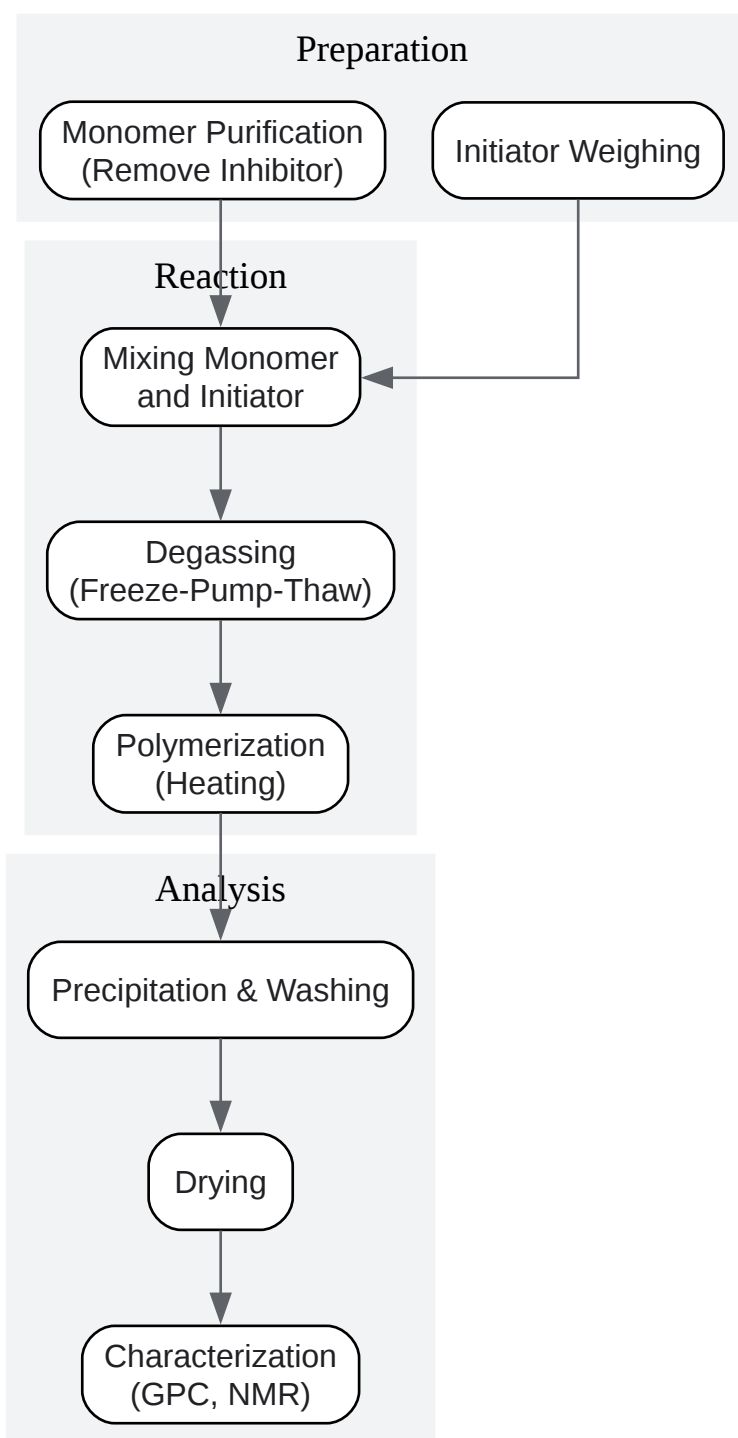 Preparation
Monomer Purification
(Remove Inhibitor)
Initiator Weighing
Reaction
Mixing Monomer
and Initiator
Degassing
(Freeze-Pump-Thaw)
Polymerization
(Heating)
Analysis
Precipitation & Washing
Drying
Characterization
(GPC, NMR)